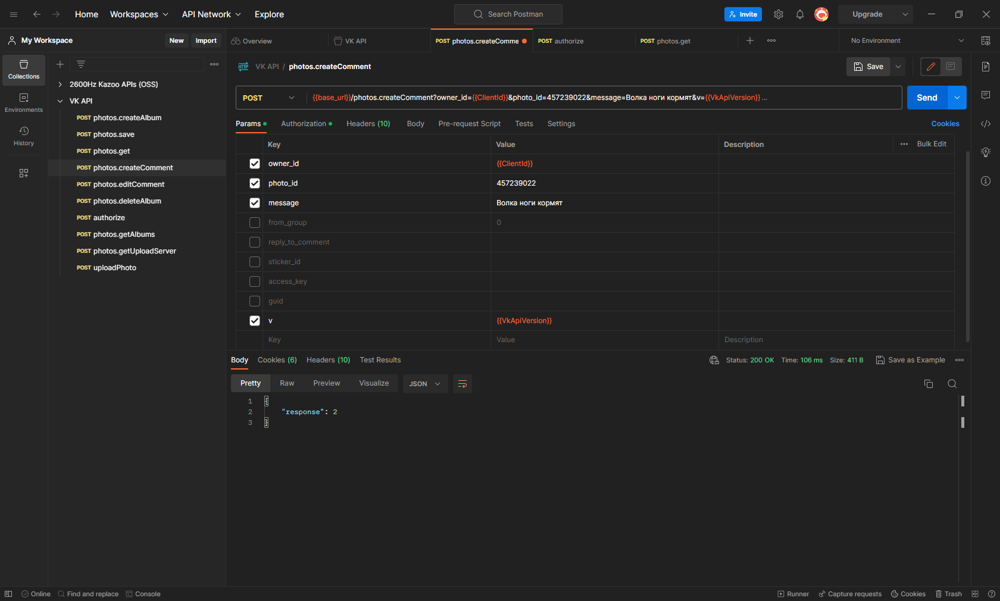 Home Workspaces API Network Explore Search Postman Invite Upgrade
My Workspace New Import Overview VK API POST photos.createComme POST authorize POST photos.get No Environment
Collections
Environments
History
2600Hz Kazoo APIs (OSS)
VK API
POST photos.createAlbum
POST photos.save
POST photos.get
POST photos.createComment
POST photos.editComment
POST photos.deleteAlbum
POST authorize
POST photos.getAlbums
POST photos.getUploadServer
POST uploadPhoto
HTTP VK API / photos.createComment Save
POST {{base_url}}/photos.createComment?owner_id={{ClientId}}&photo_id=457239022&message=Волка ноги кормят&v={{VkApiVersion}} ... Send
Params Authorization Headers (10) Body Pre-request Script Tests Settings Cookies
Key Value Description Bulk Edit
owner_id {{ClientId}}
photo_id 457239022
message Волка ноги кормят
from_group 0
reply_to_comment
sticker_id
access_key
guid
v {{VkApiVersion}}
Key Value Description
Body Cookies (6) Headers (10) Test Results Status: 200 OK Time: 106 ms Size: 411 B Save as Example
Pretty Raw Preview Visualize JSON
1 {
2 "response": 2
3 }
Online Find and replace Console Runner Capture requests Cookies Trash